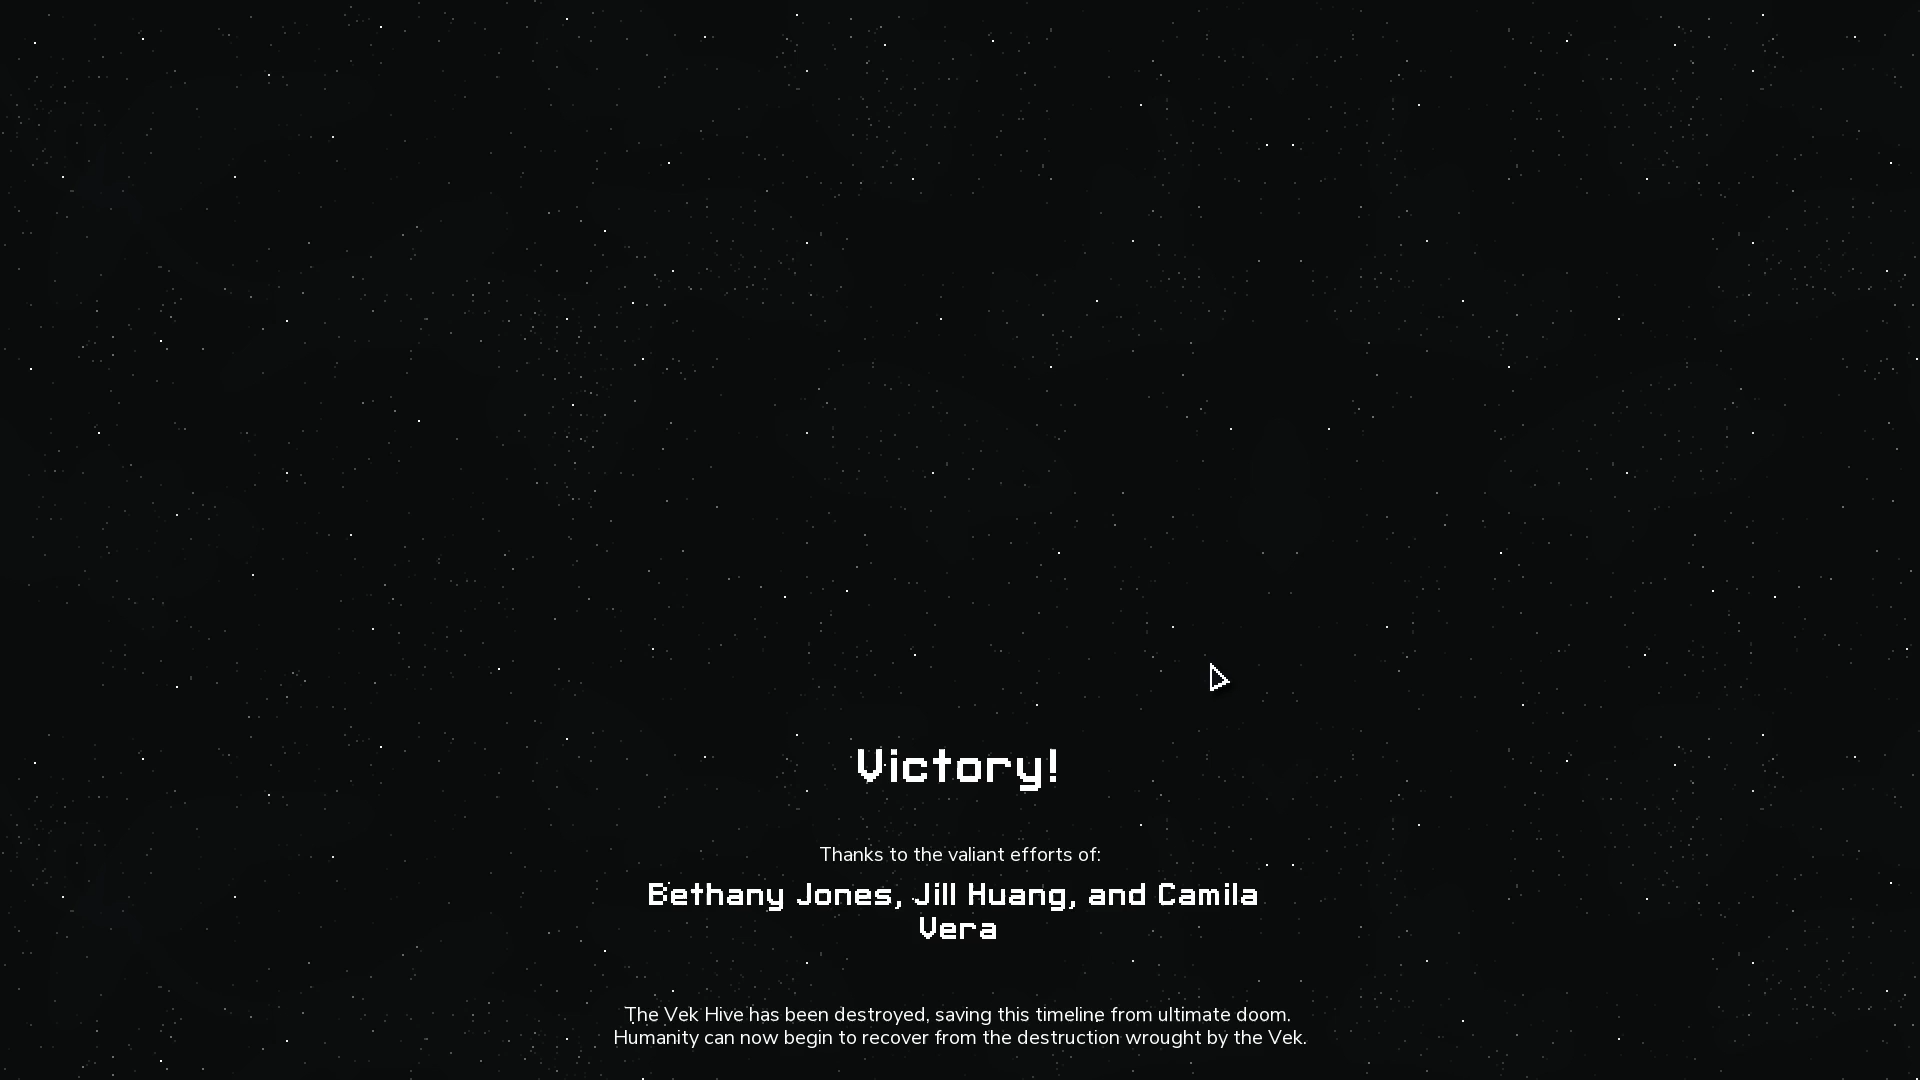 Victory!
Thanks to the valiant efforts of:
Bethany Jones, Jill Huang, and Camila
Vera
The Vek Hive has been destroyed, saving this timeline from ultimate doom.
Humanity can now begin to recover from the destruction wrought by the Vek.